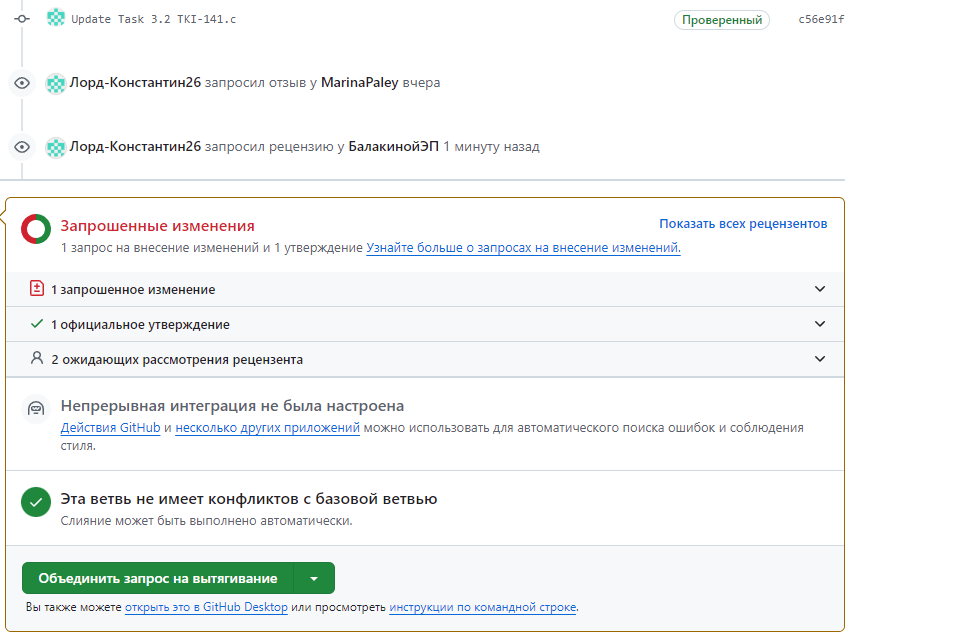 Update Task 3.2 TKI-141.c Проверенный c56e91f
Лорд-Константин26 запросил отзыв у MarinaPaley вчера
Лорд-Константин26 запросил рецензию у БалакинойЭП 1 минуту назад
Запрошенные изменения Показать всех рецензентов
1 запрос на внесение изменений и 1 утверждение Узнайте больше о запросах на внесение изменений.
1 запрошенное изменение
1 официальное утверждение
2 ожидающих рассмотрения рецензента
Непрерывная интеграция не была настроена
Действия GitHub и несколько других приложений можно использовать для автоматического поиска ошибок и соблюдения
стиля.
Эта ветвь не имеет конфликтов с базовой ветвью
Слияние может быть выполнено автоматически.
Объединить запрос на вытягивание
Вы также можете открыть это в GitHub Desktop или просмотреть инструкции по командной строке.